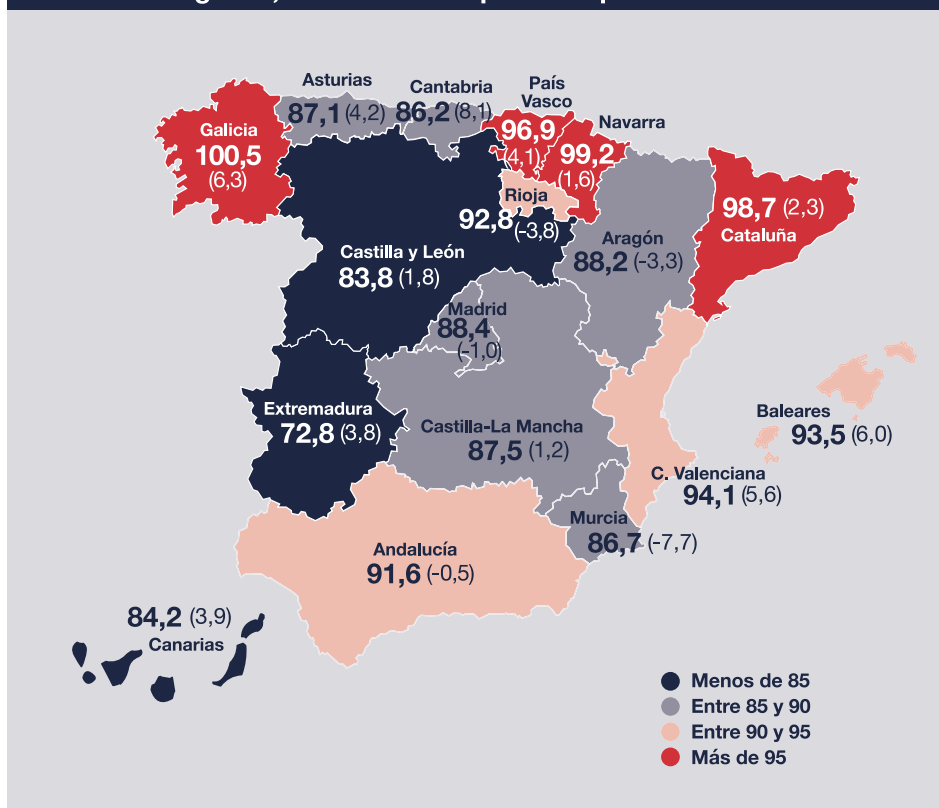 Asturias
87,1 (4,2)
Cantabria
86,2 (8,1)
País
Vasco
96,9
(4,1)
Navarra
99,2
(1,6)
Galicia
100,5
(6,3)
Rioja
92,8 (-3,8)
98,7 (2,3)
Cataluña
Aragón
88,2 (-3,3)
Castilla y León
83,8 (1,8)
Madrid
88,4
(-1,0)
Extremadura
72,8 (3,8)
Castilla-La Mancha
87,5 (1,2)
Baleares
93,5 (6,0)
C. Valenciana
94,1 (5,6)
Murcia
86,7 (-7,7)
Andalucía
91,6 (-0,5)
84,2 (3,9)
Canarias
Menos de 85
Entre 85 y 90
Entre 90 y 95
Más de 95